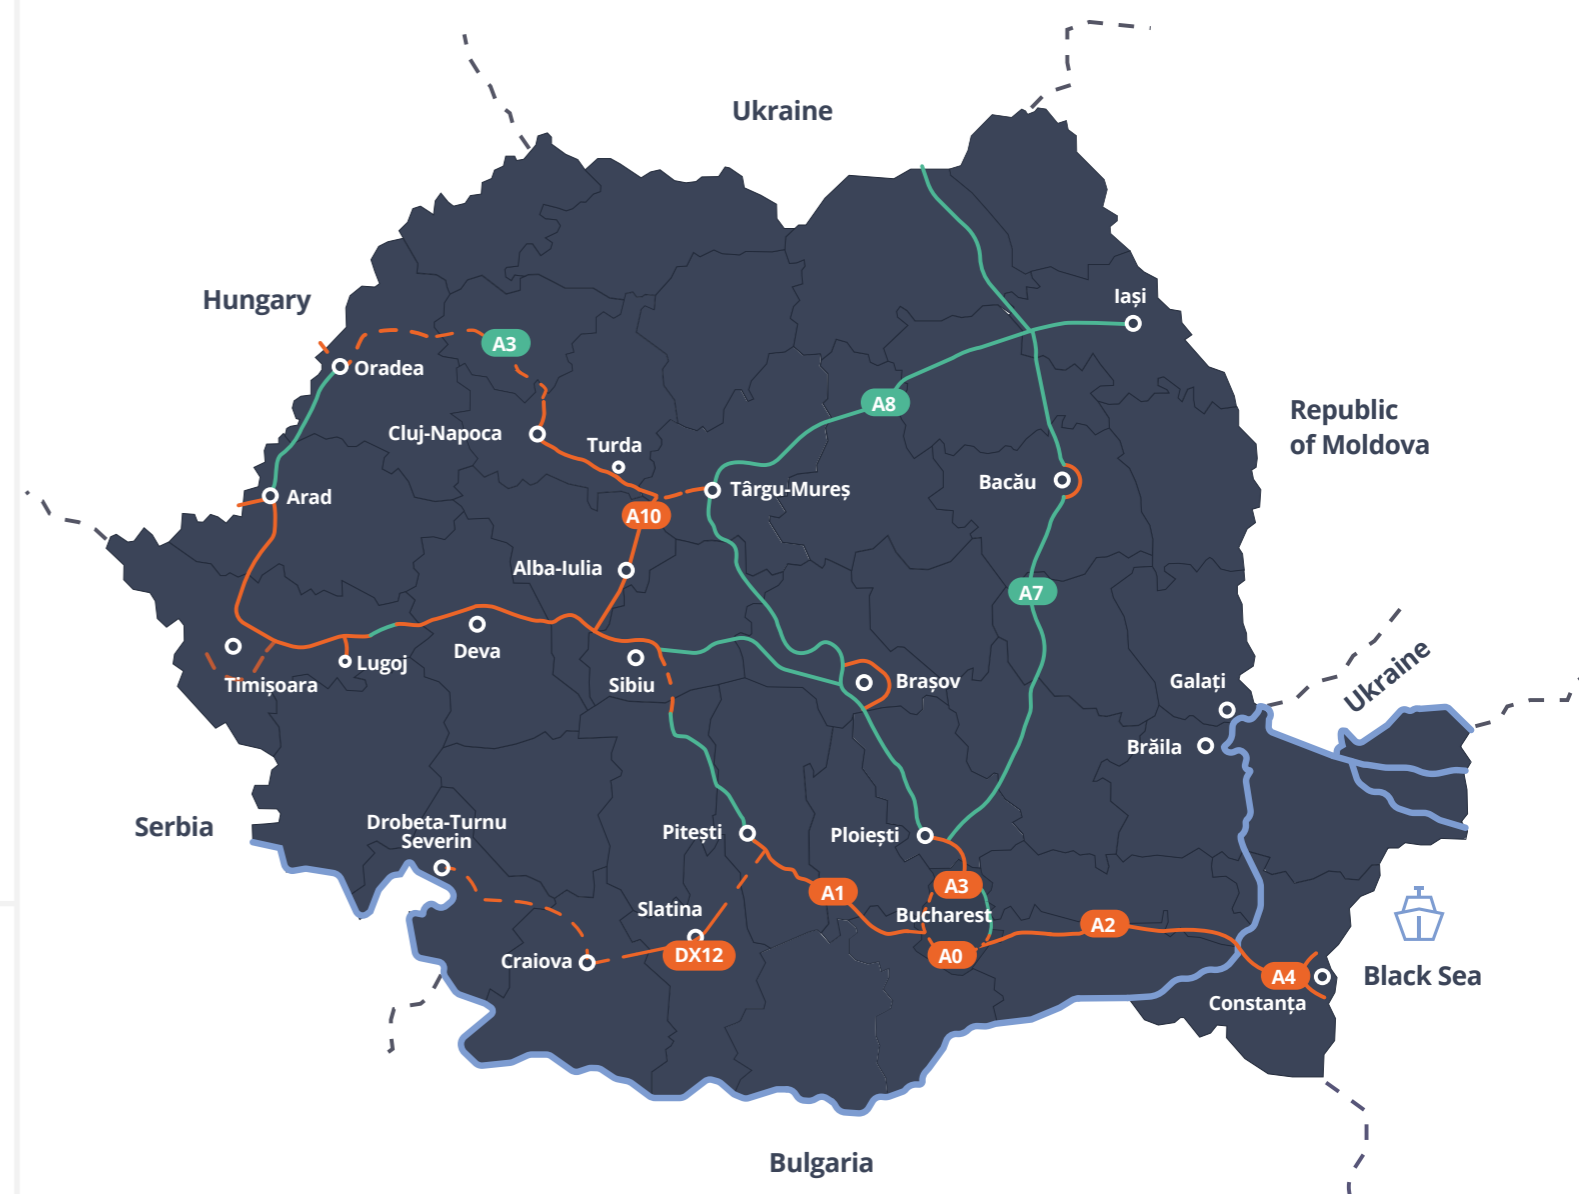 Ukraine
Hungary
Iași
A3
Oradea
A8
Republic
of Moldova
Cluj-Napoca
Turda
Bacău
Târgu-Mureș
Arad
A10
Alba-Iulia
A7
Deva
Lugoj
Sibiu
Timișoara
Brașov
Galați
Ukraine
Brăila
Serbia
Drobeta-Turnu
Severin
Pitești
Ploiești
A1
A3
Slatina
Bucharest
A2
DX12
A0
Craiova
A4
Black Sea
Constanța
Bulgaria